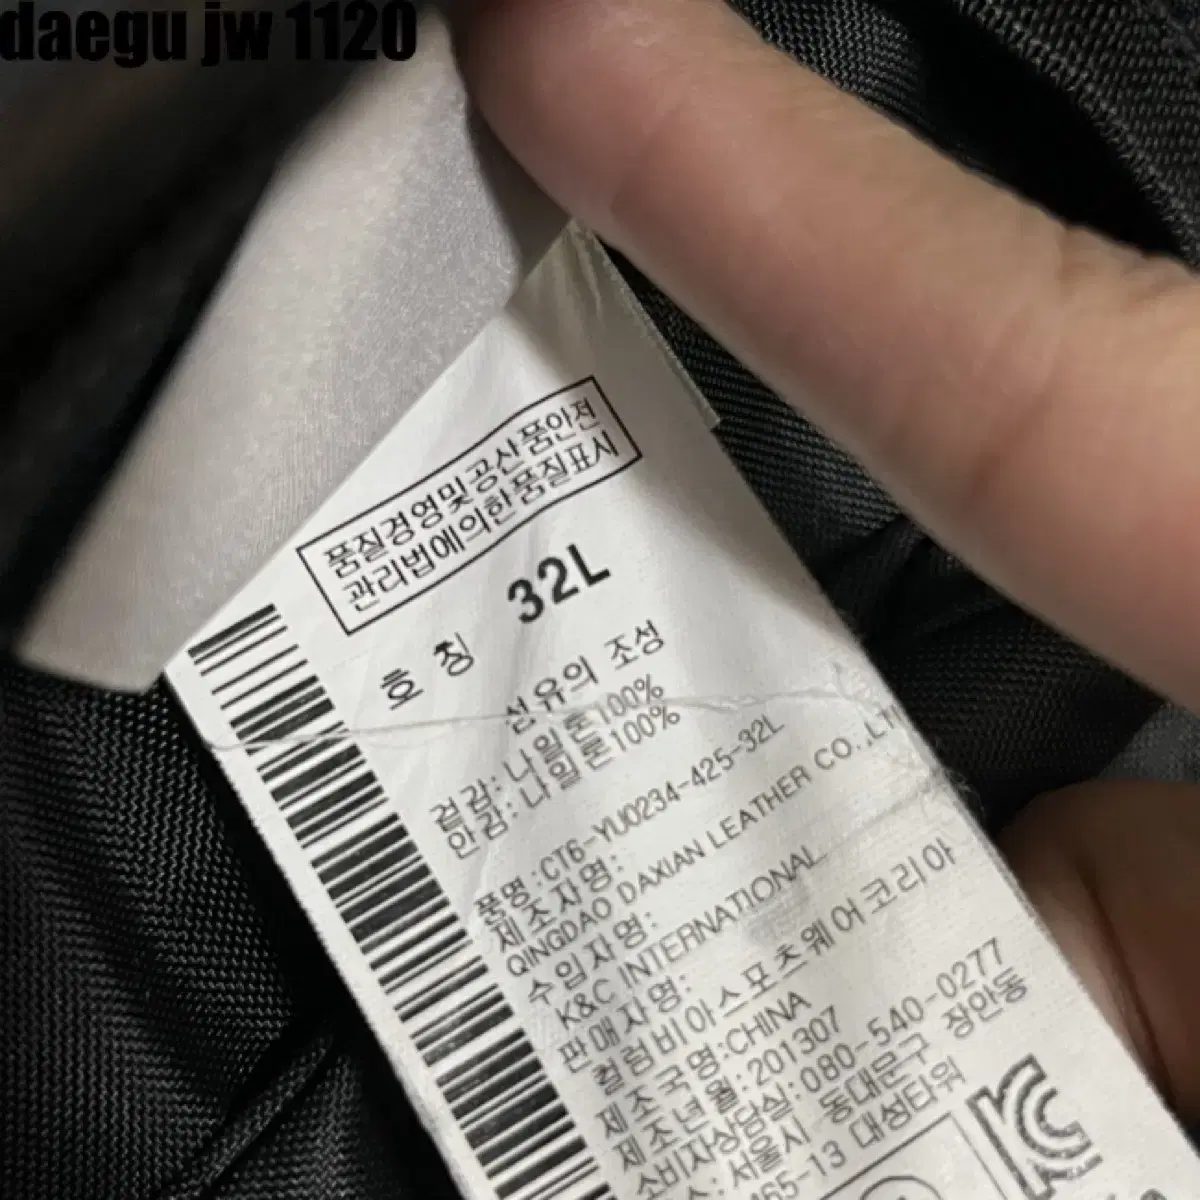 daegu jw 1120
품질경영및공산품안전
관리법에의한품질표시
호 칭 32L
섬유의 조성
겉감: 나일론100%
안감: 나일론100%
품명:CT6-YU0234-425-32L
제조자명:
QINGDAO DAXIAN LEATHER CO.,LT
수입자명:
K&C INTERNATIONAL
판매자명:
컬럼비아스포츠웨어코리아
제조국명:CHINA
제조년월:201307
소비자상담실:080-540-0277
소:서울시 동대문구 장안동
465-13 대성타워